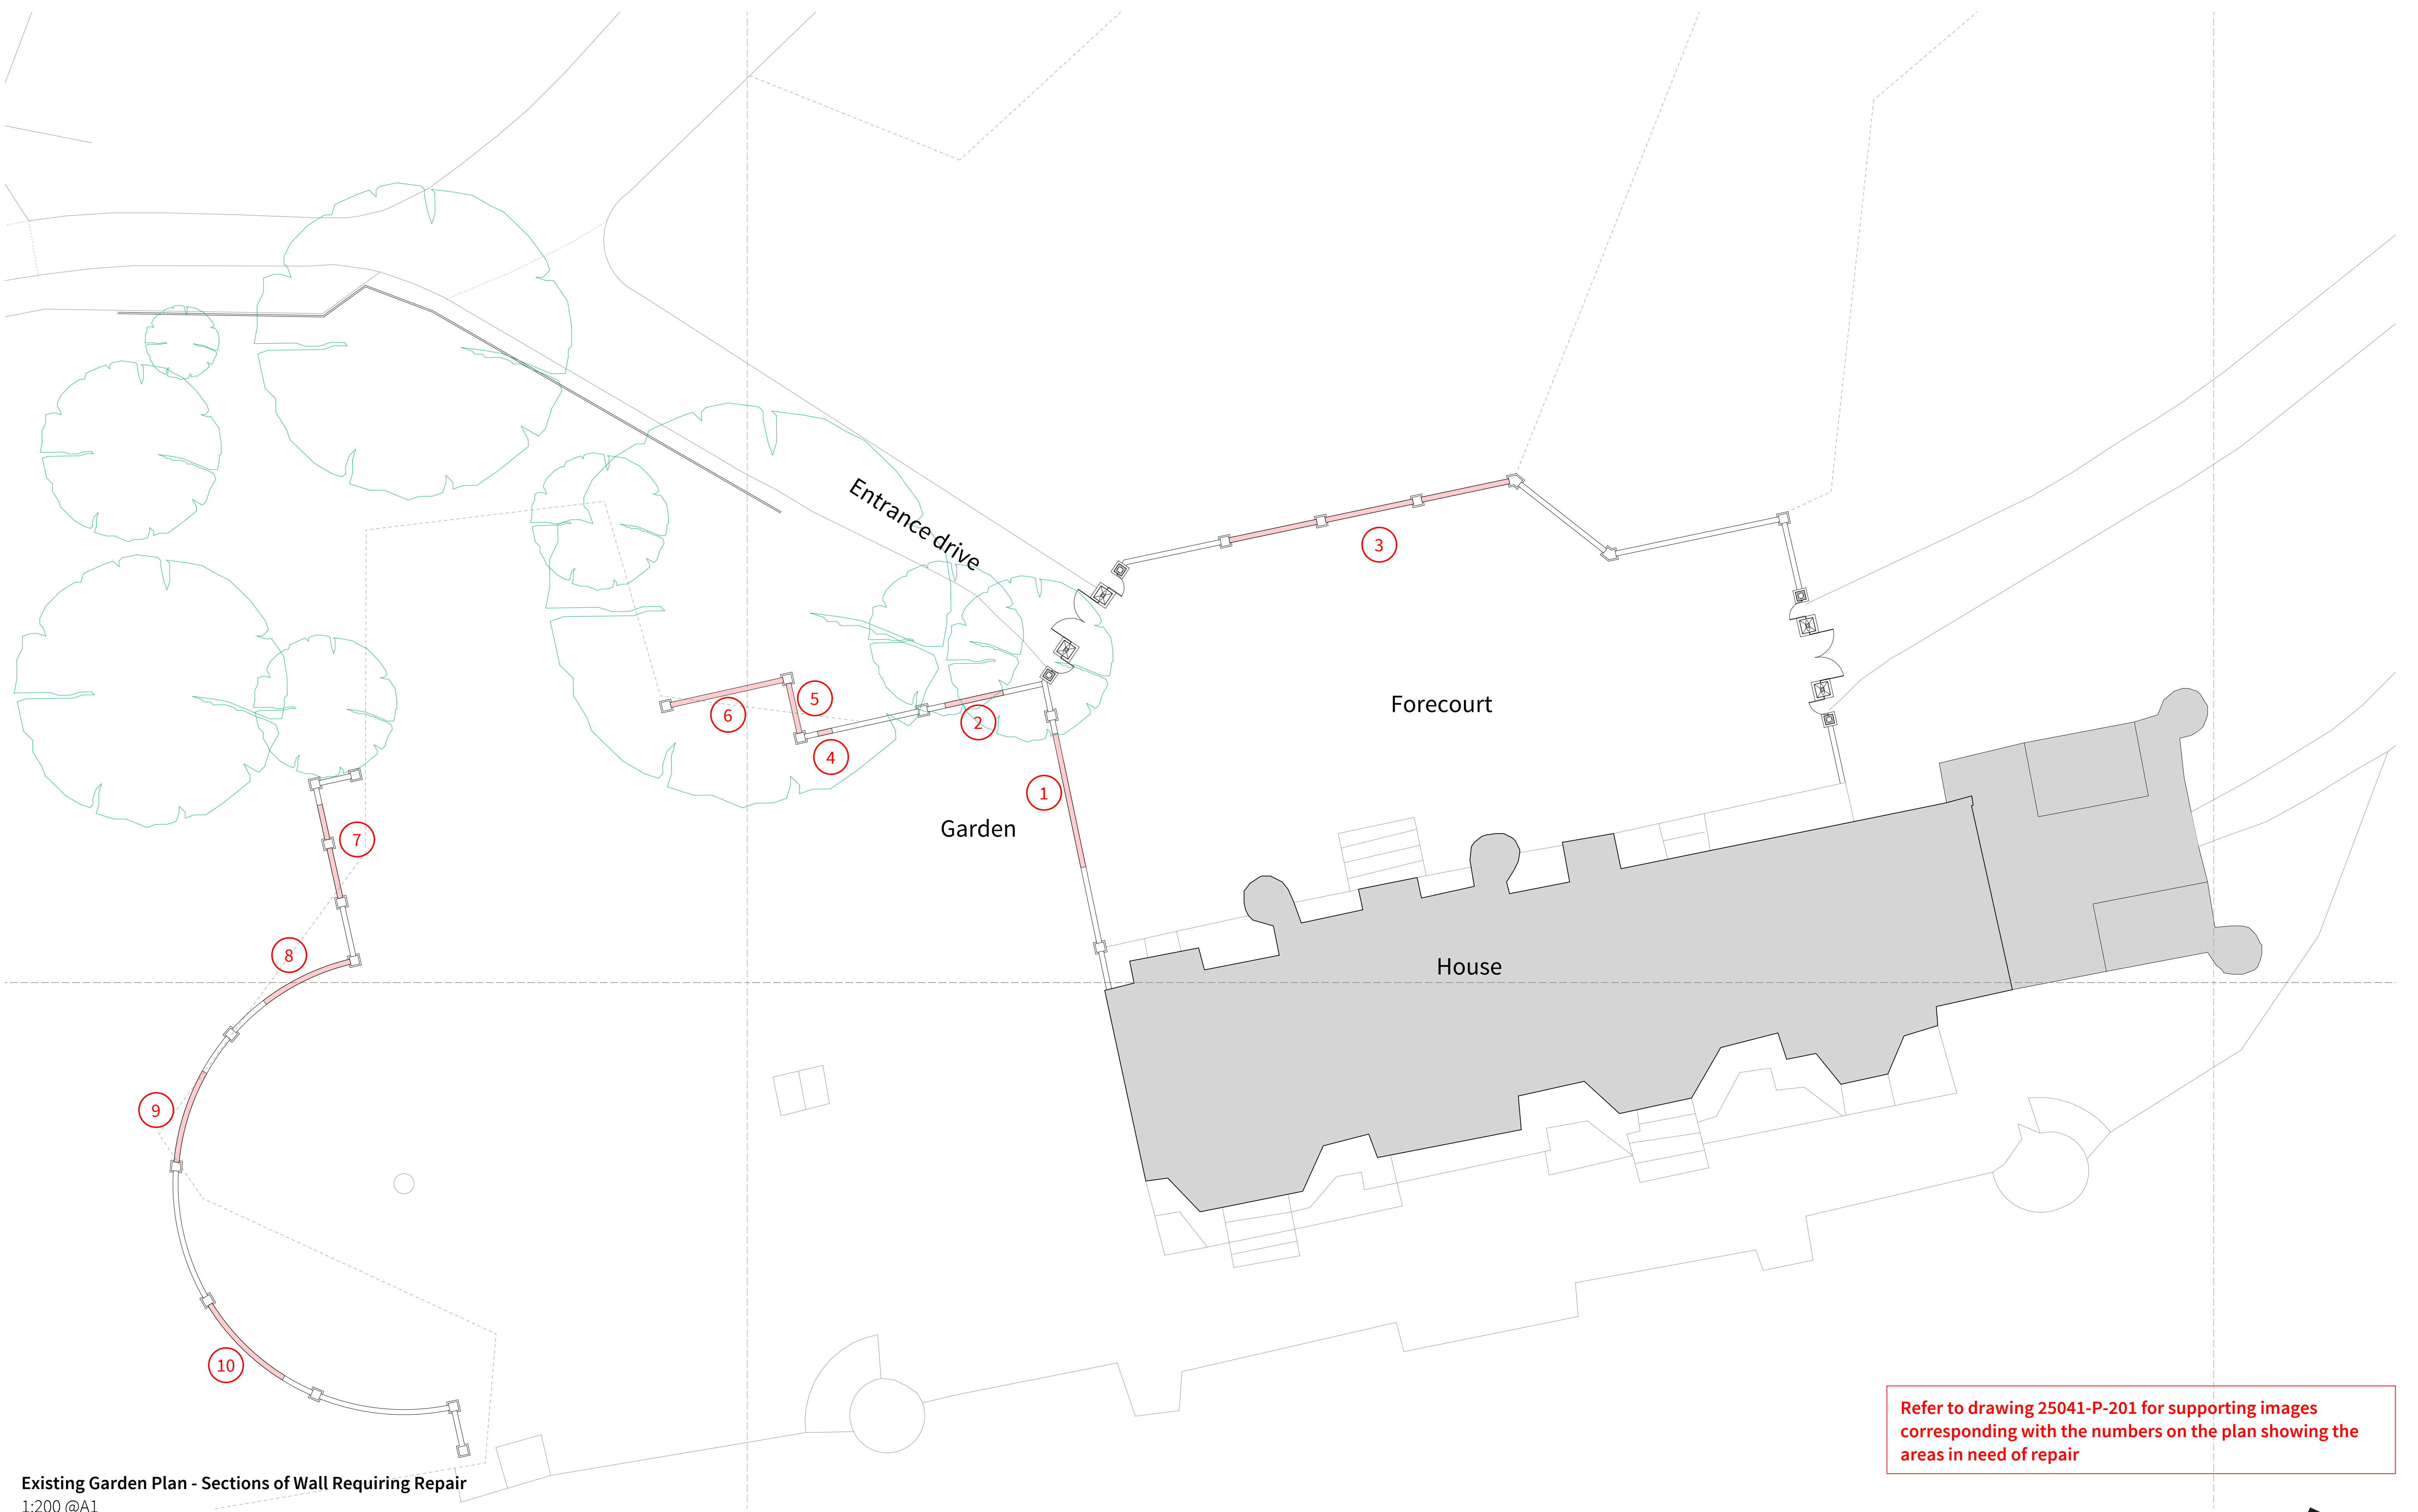 Entrance drive
3
5
6
2
4
Forecourt
1
Garden
7
8
House
9
10
Refer to drawing 25041-P-201 for supporting images
corresponding with the numbers on the plan showing the
areas in need of repair
Existing Garden Plan - Sections of Wall Requiring Repair
1:200 @A1